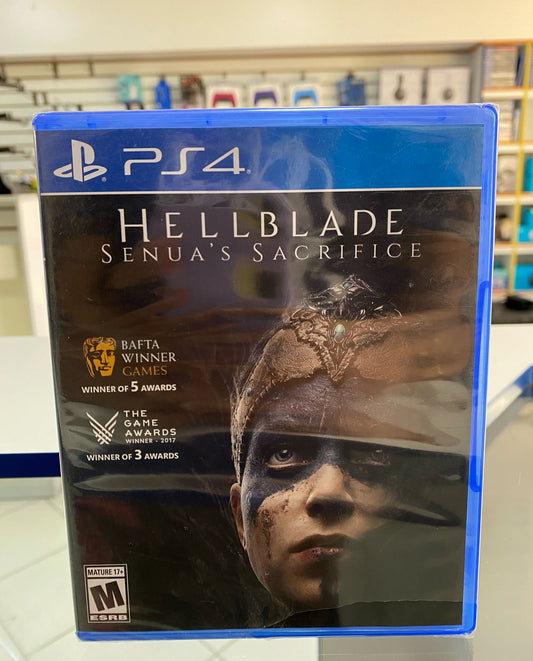 PS4
HELLBLADE
SENUA'S SACRIFICE
BAFTA
WINNER
GAMES
WINNER OF 5 AWARDS
THE
GAME
AWARDS
WINNER - 2017
WINNER OF 3 AWARDS
MATURE 17+
M
ESRB